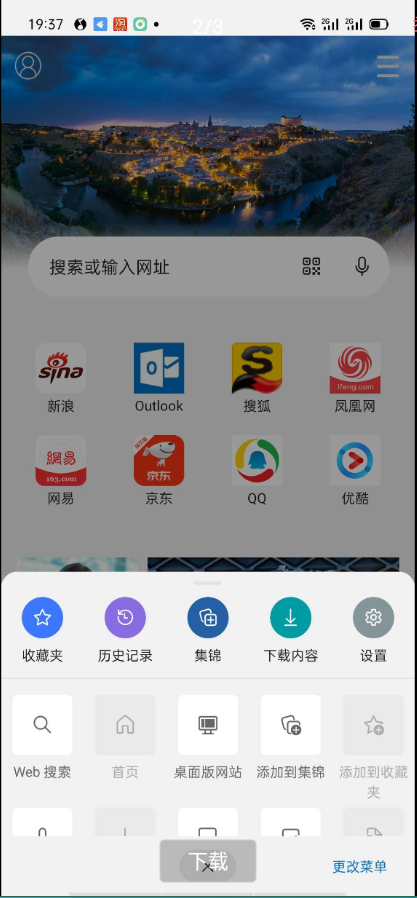 19:37
2/3
2G
2G
搜索或输入网址
sina
新浪
Outlook
搜狐
ifeng.com
凤凰网
網易
163.com
网易
京东
京东
QQ
优酷
收藏夹
历史记录
集锦
下载内容
设置
Web 搜索
首页
桌面版网站
添加到集锦
添加到收藏
夹
下载
更改菜单